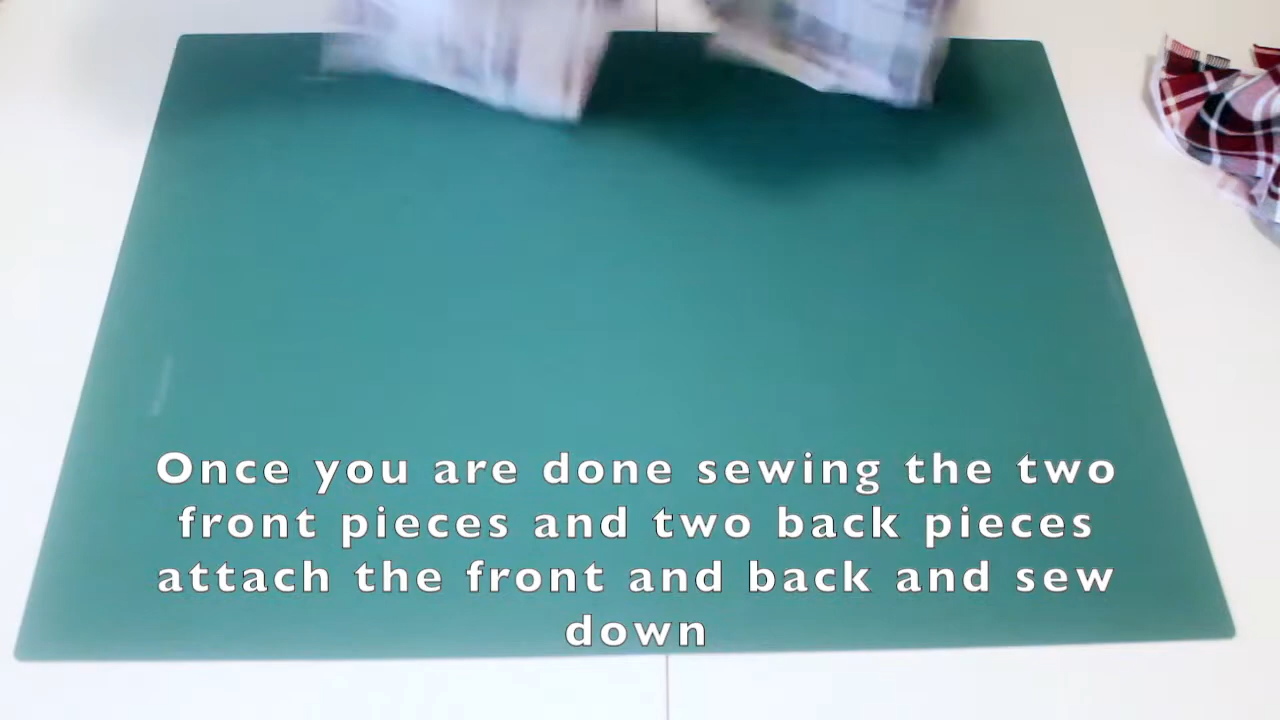 Once you are done sewing the two
front pieces and two back pieces
attach the front and back and sew
down